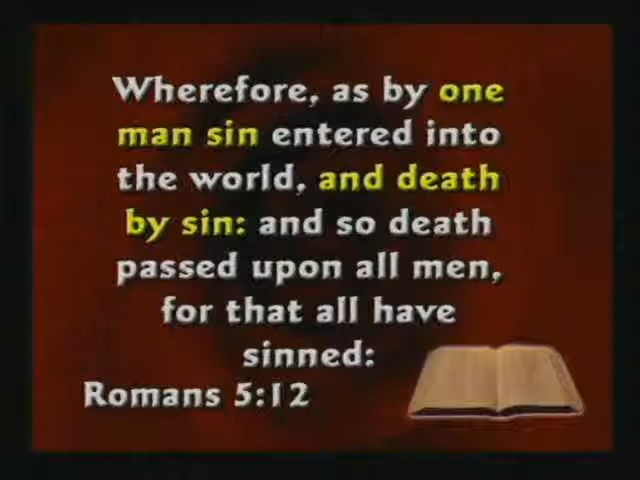 Wherefore, as by one
man sin entered into
the world, and death
by sin: and so death
passed upon all men,
for that all have
sinned:
Romans 5:12